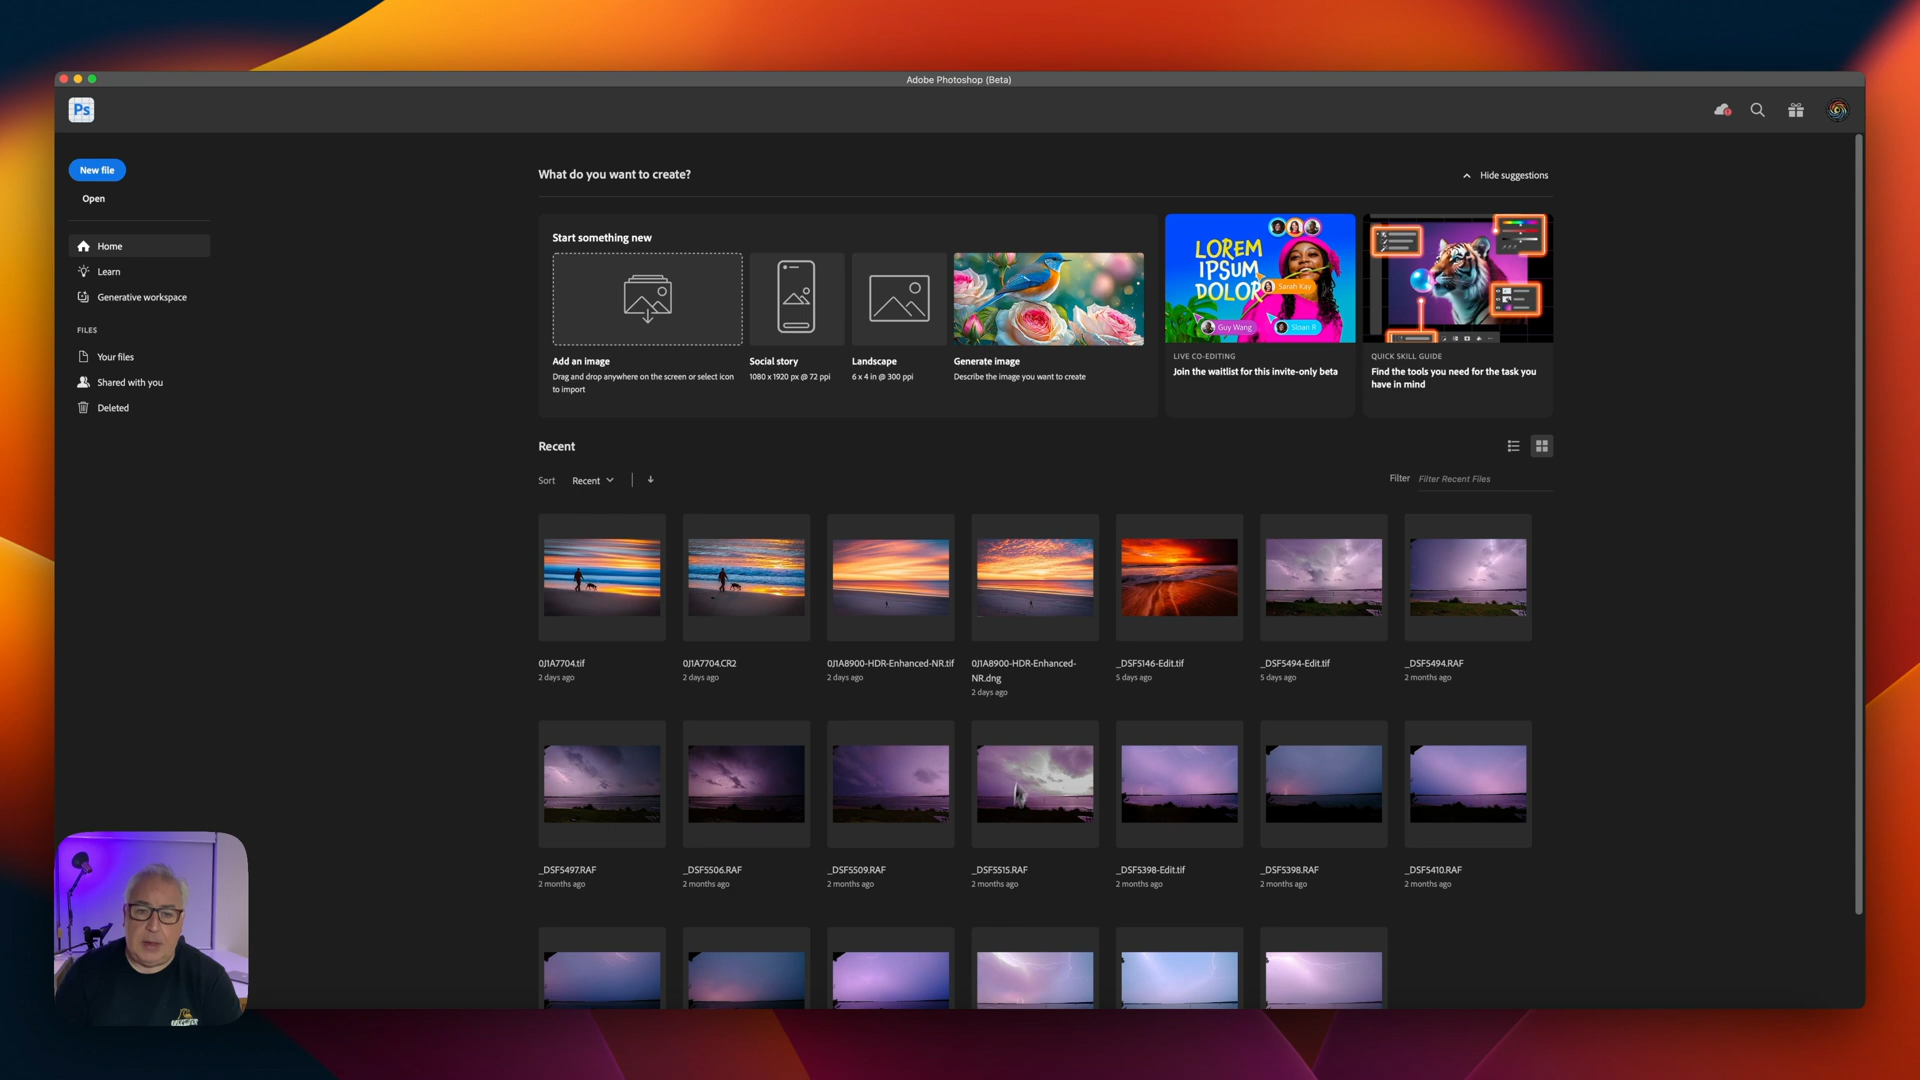 Adobe Photoshop (Beta)
Ps
New file
Open
Home
Learn
Generative workspace
FILES
Your files
Shared with you
Deleted
What do you want to create?
Hide suggestions
Start something new
Add an image
Drag and drop anywhere on the screen or select icon
to import
Social story
1080 x 1920 px @ 72 ppi
Landscape
6 x 4 in @ 300 ppi
Generate image
Describe the image you want to create
LOREM
IPSUM
DOLOR
Sarah Kay
Guy Wang
Sloan R
LIVE CO-EDITING
Join the waitlist for this invite-only beta
QUICK SKILL GUIDE
Find the tools you need for the task you
have in mind
Recent
Sort Recent
Filter Filter Recent Files
0J1A7704.tif
2 days ago
0J1A7704.CR2
2 days ago
0J1A8900-HDR-Enhanced-NR.tif
2 days ago
0J1A8900-HDR-Enhanced-
NR.dng
2 days ago
_DSF5146-Edit.tif
5 days ago
_DSF5494-Edit.tif
5 days ago
_DSF5494.RAF
2 months ago
_DSF5497.RAF
2 months ago
_DSF5506.RAF
2 months ago
_DSF5509.RAF
2 months ago
_DSF5515.RAF
2 months ago
_DSF5398-Edit.tif
2 months ago
_DSF5398.RAF
2 months ago
_DSF5410.RAF
2 months ago